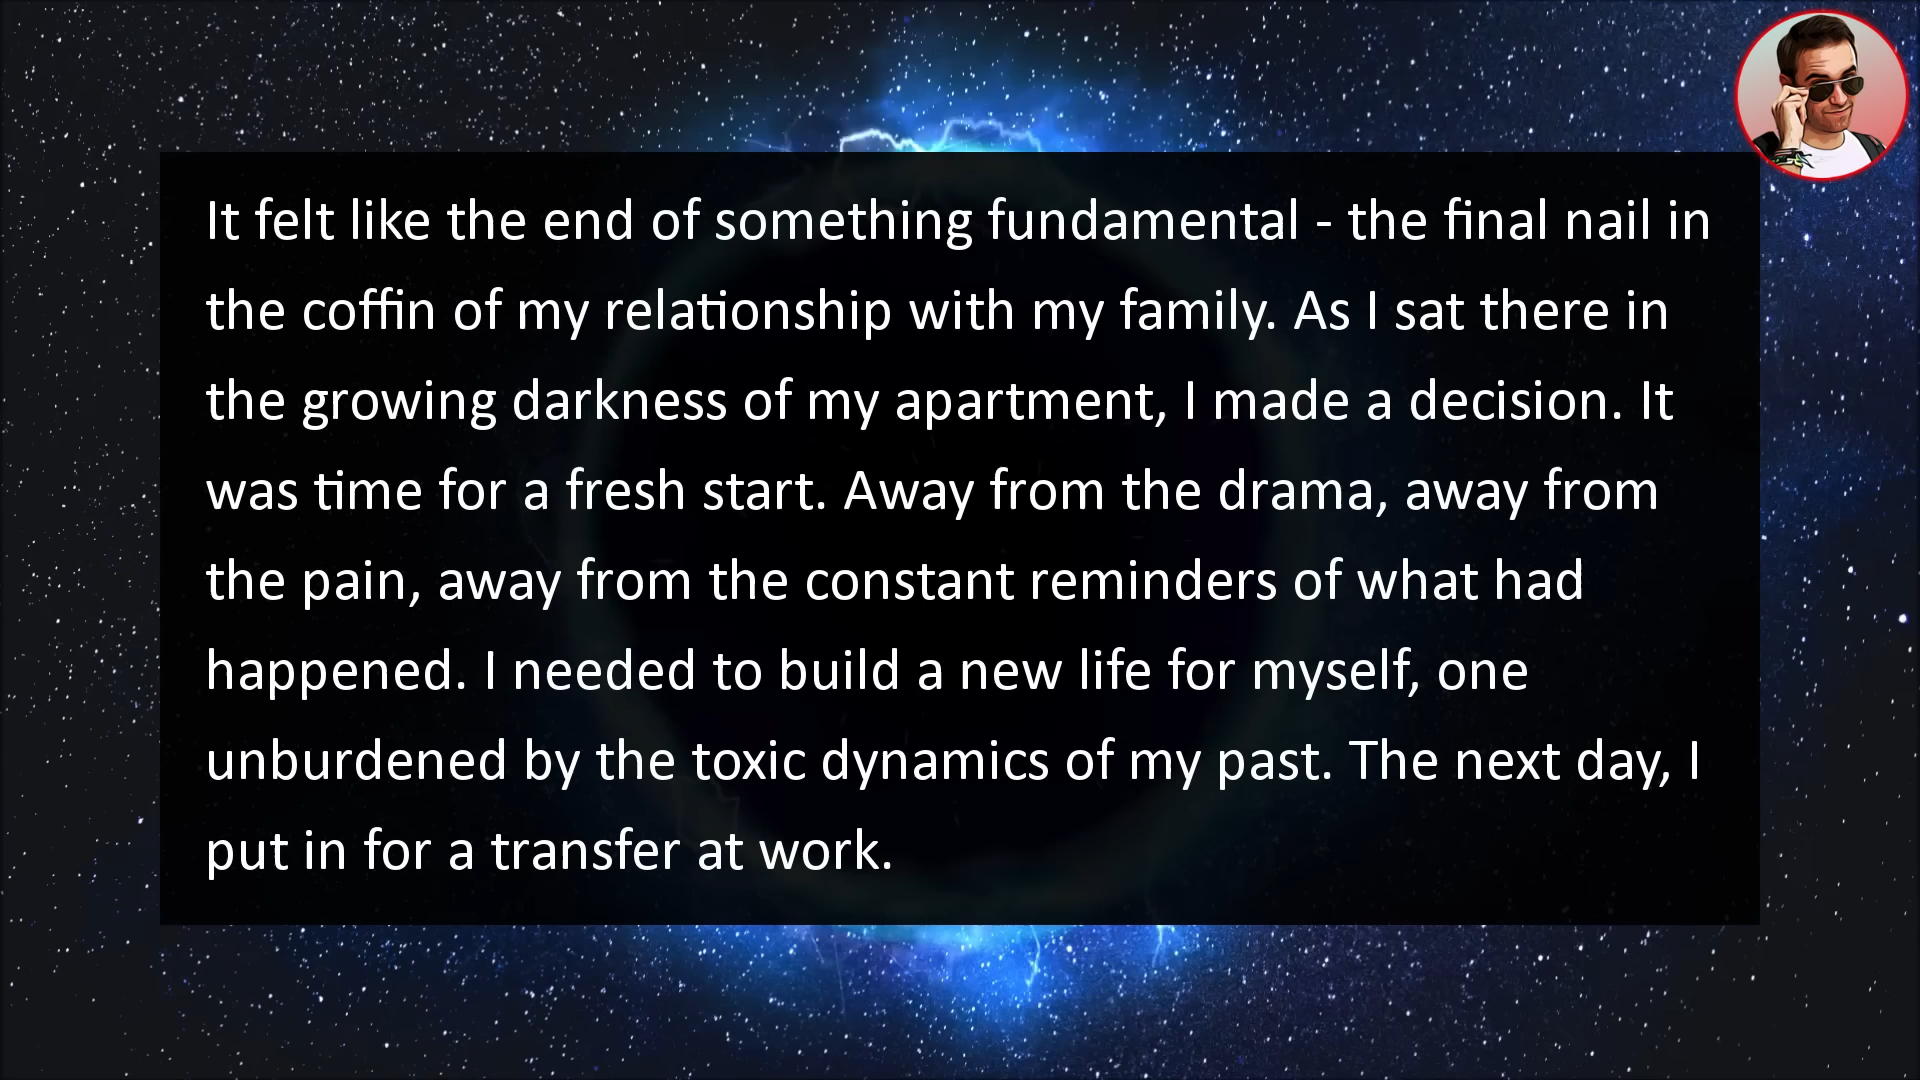 It felt like the end of something fundamental - the final nail in
the coffin of my relationship with my family. As I sat there in
the growing darkness of my apartment, I made a decision. It
was time for a fresh start. Away from the drama, away from
the pain, away from the constant reminders of what had
happened. I needed to build a new life for myself, one
unburdened by the toxic dynamics of my past. The next day, I
put in for a transfer at work.